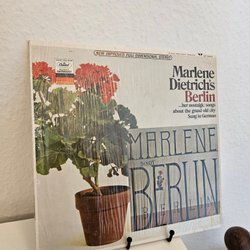 NEW IMPROVED FULL DIMENSIONAL STEREO
Capitol
Marlene
Dietrich's
Berlin
...her nostalgic songs
about the grand old city
Sung in German
MARLENE
BERLIN